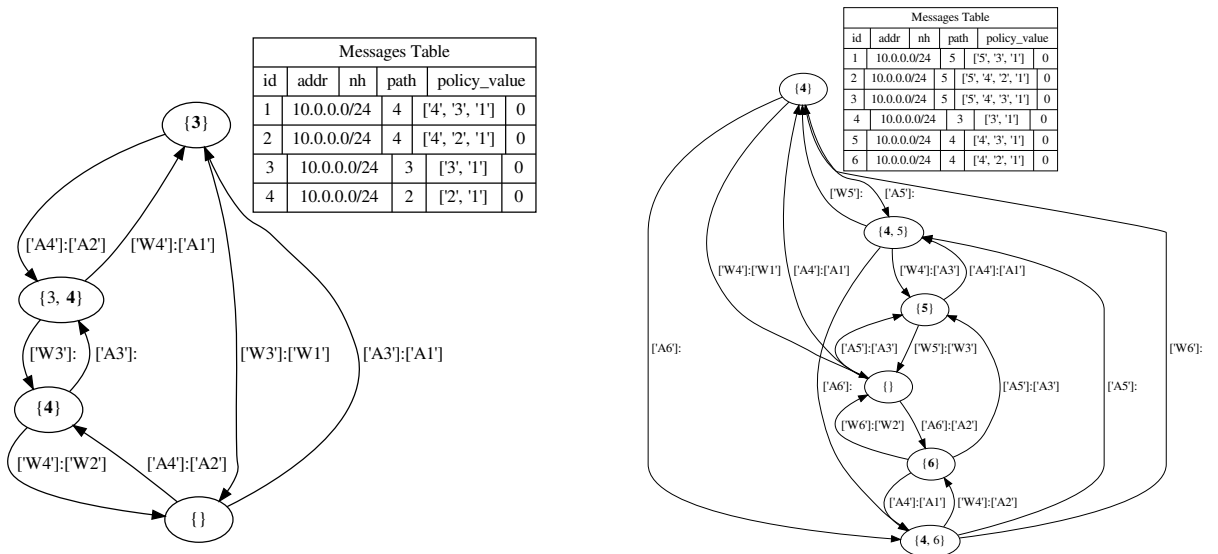 Messages Table
id addr nh path policy_value
1 10.0.0.0/24 4 ['4', '3', '1'] 0
2 10.0.0.0/24 4 ['4', '2', '1'] 0
3 10.0.0.0/24 3 ['3', '1'] 0
4 10.0.0.0/24 2 ['2', '1'] 0
{3}
['A4']:['A2']
['W4']:['A1']
{3, 4}
['W3']:
['A3']:
['W3']:['W1']
['A3']:['A1']
{4}
['W4']:['W2']
['A4']:['A2']
{}
Messages Table
id addr nh path policy_value
1 10.0.0.0/24 5 ['5', '3', '1'] 0
2 10.0.0.0/24 5 ['5', '4', '2', '1'] 0
3 10.0.0.0/24 5 ['5', '4', '3', '1'] 0
4 10.0.0.0/24 3 ['3', '1'] 0
5 10.0.0.0/24 4 ['4', '3', '1'] 0
6 10.0.0.0/24 4 ['4', '2', '1'] 0
{4}
['W5']:
['A5']:
{4, 5}
['W4']:['W1']
['A4']:['A1']
['W4']:['A3']
['A4']:['A1']
{5}
['A6']:
['A5']:['A3']
['W5']:['W3']
['W6']:
{}
['A6']:
['A5']:['A3']
['A5']:
['W6']:['W2']
['A6']:['A2']
{6}
['A4']:['A1']
['W4']:['A2']
{4, 6}